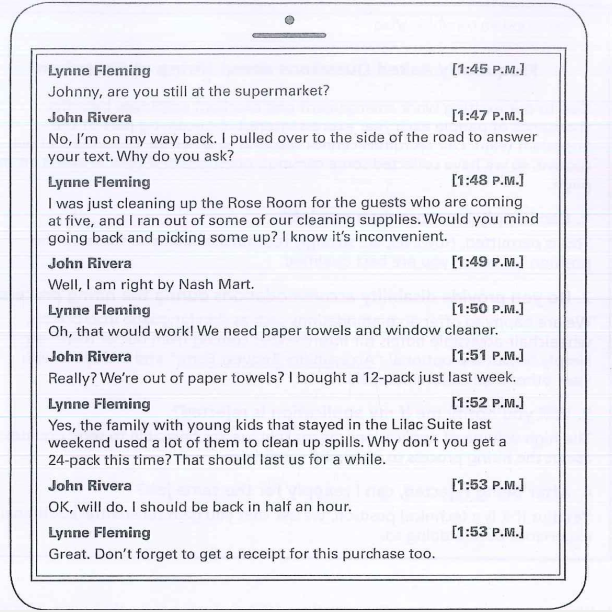 Lynne Fleming [1:45 P.M.]
Johnny, are you still at the supermarket?
John Rivera [1:47 P.M.]
No, I'm on my way back. I pulled over to the side of the road to answer
your text. Why do you ask?
Lynne Fleming [1:48 P.M.]
I was just cleaning up the Rose Room for the guests who are coming
at five, and I ran out of some of our cleaning supplies. Would you mind
going back and picking some up? I know it's inconvenient.
John Rivera [1:49 P.M.]
Well, I am right by Nash Mart.
Lynne Fleming [1:50 P.M.]
Oh, that would work! We need paper towels and window cleaner.
John Rivera [1:51 P.M.]
Really? We're out of paper towels? I bought a 12-pack just last week.
Lynne Fleming [1:52 P.M.]
Yes, the family with young kids that stayed in the Lilac Suite last
weekend used a lot of them to clean up spills. Why don't you get a
24-pack this time? That should last us for a while.
John Rivera [1:53 P.M.]
OK, will do. I should be back in half an hour.
Lynne Fleming [1:53 P.M.]
Great. Don't forget to get a receipt for this purchase too.